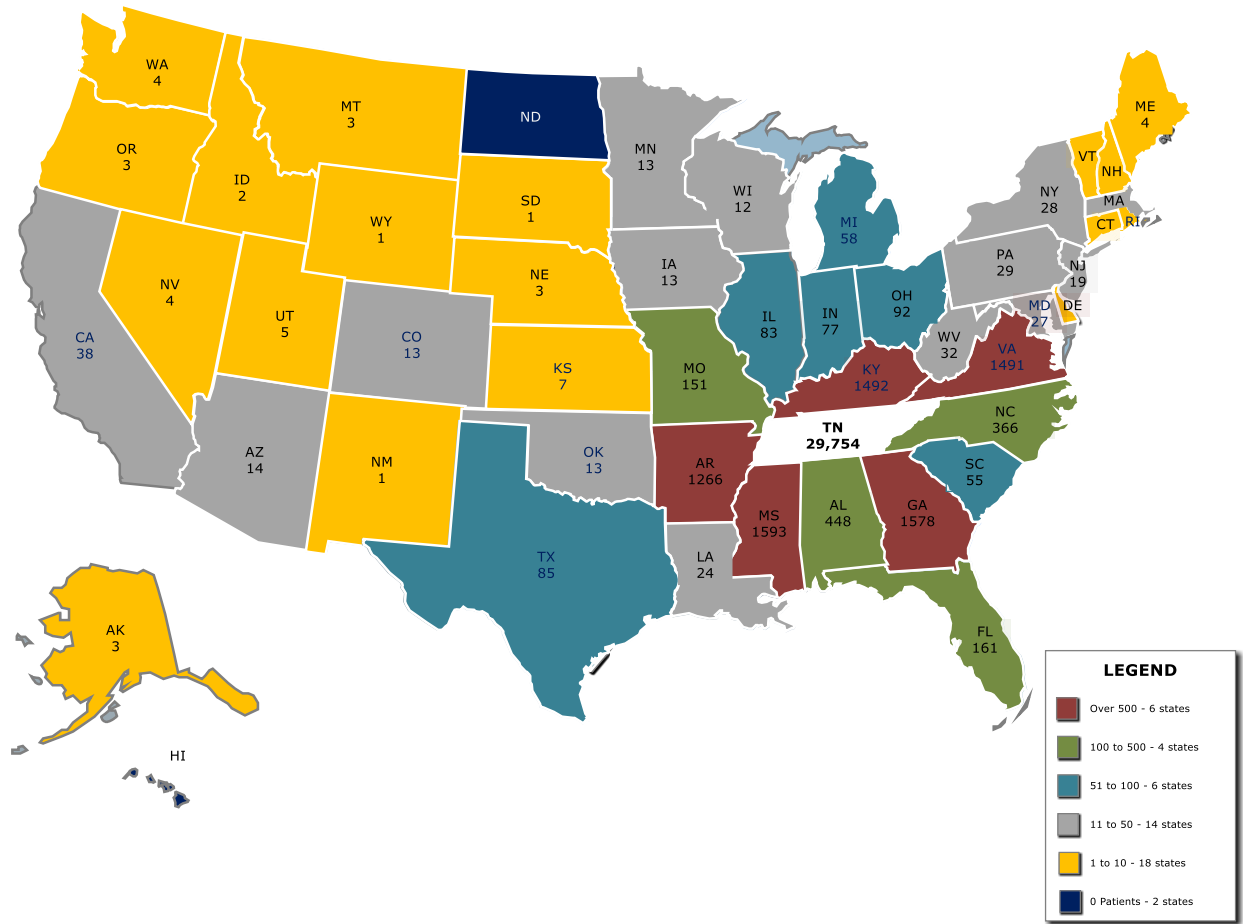 WA
4
MT
3
ND
ME
4
OR
3
ID
2
MN
13
VT
NH
WY
1
SD
1
WI
12
NY
28
MA
MI
58
CT
RI
NV
4
UT
5
NE
3
IA
13
PA
29
NJ
19
CA
38
CO
13
IL
83
IN
77
OH
92
MD
27
DE
WV
32
VA
1491
KS
7
MO
151
KY
1492
TN
29,754
NC
366
AZ
14
NM
1
OK
13
AR
1266
SC
55
MS
1593
AL
448
GA
1578
TX
85
LA
24
FL
161
AK
3
HI
LEGEND
Over 500 - 6 states
100 to 500 - 4 states
51 to 100 - 6 states
11 to 50 - 14 states
1 to 10 - 18 states
0 Patients - 2 states